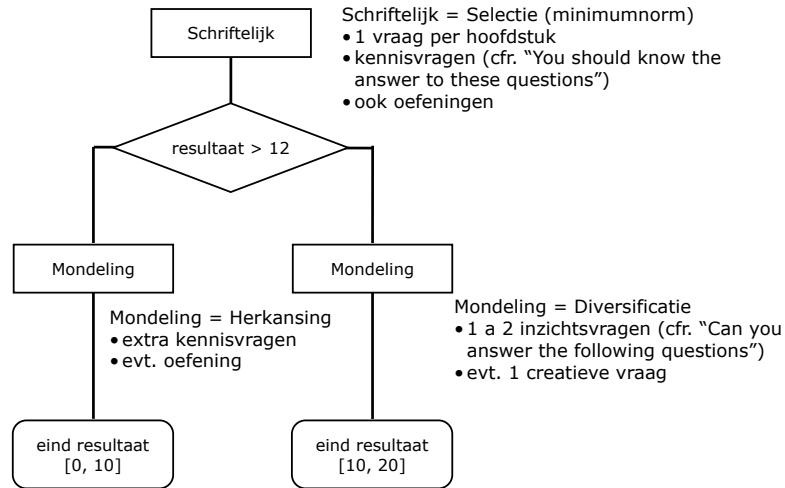 Schriftelijk
Schriftelijk = Selectie (minimumnorm)
• 1 vraag per hoofdstuk
• kennisvragen (cfr. “You should know the
answer to these questions”)
• ook oefeningen
resultaat > 12
Mondeling
Mondeling
Mondeling = Herkansing
• extra kennisvragen
• evt. oefening
Mondeling = Diversificatie
• 1 a 2 inzichtsvragen (cfr. “Can you
answer the following questions”)
• evt. 1 creatieve vraag
eind resultaat
[0, 10]
eind resultaat
[10, 20]